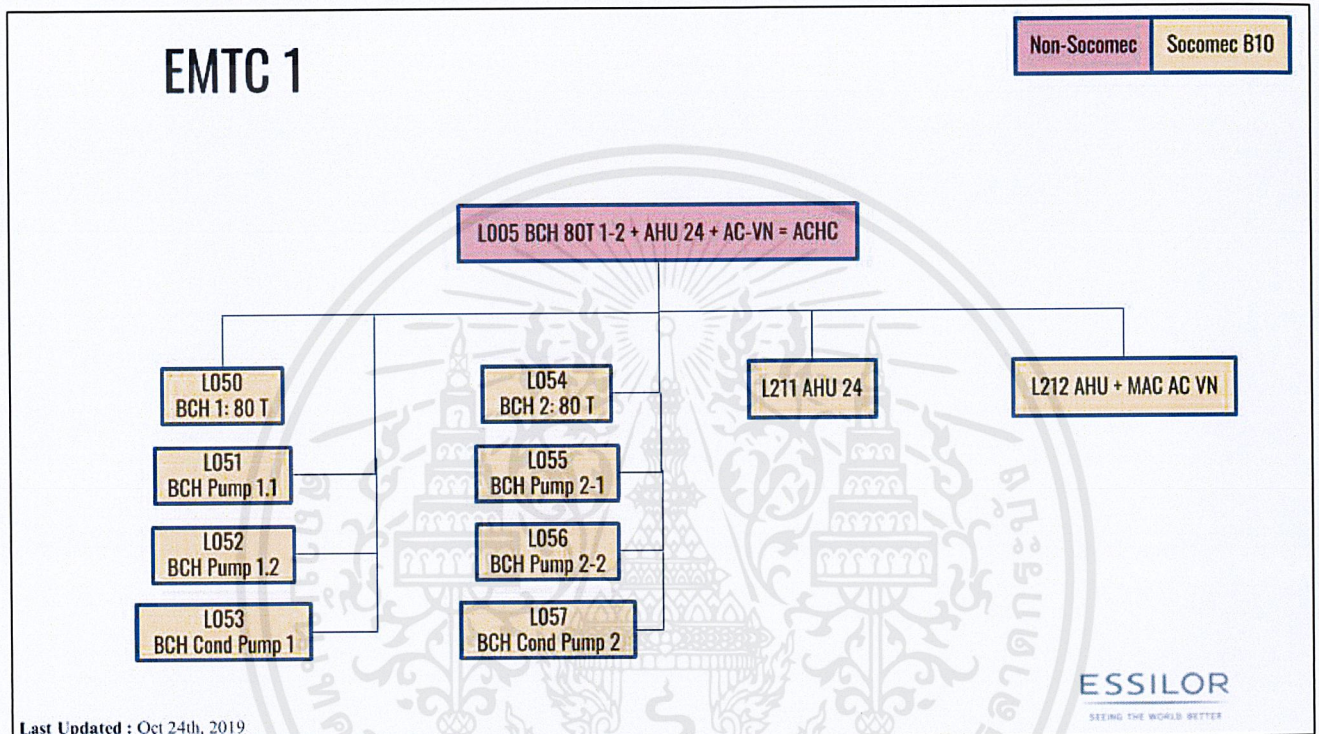 EMTC 1
Non-Socomec
Socomec B10
L005 BCH 80T 1-2 + AHU 24 + AC-VN = ACHC
L050
BCH 1: 80 T
L051
BCH Pump 1.1
L052
BCH Pump 1.2
L053
BCH Cond Pump 1
L054
BCH 2: 80 T
L055
BCH Pump 2-1
L056
BCH Pump 2-2
L057
BCH Cond Pump 2
L211 AHU 24
L212 AHU + MAC AC VN
ESSILOR
SEEING THE WORLD BETTER
Last Updated : Oct 24th, 2019